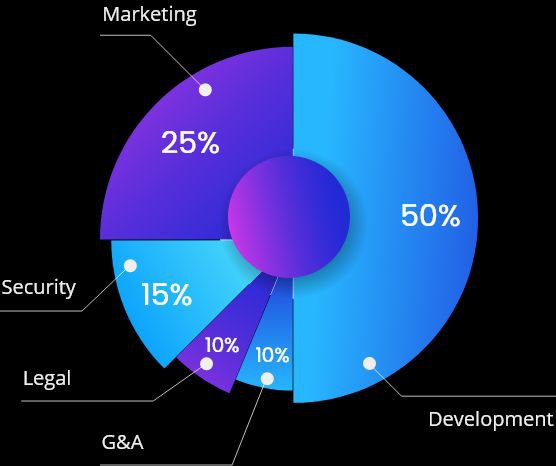 Marketing
25%
50%
Security
15%
10%
10%
Legal
Development
G&A